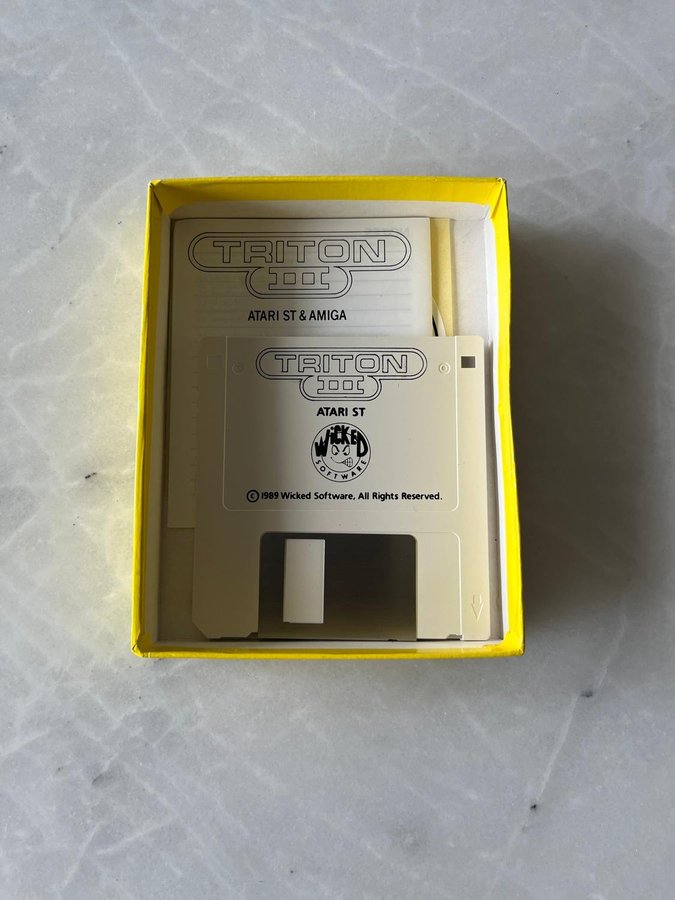 TRITON
III
ATARI ST & AMIGA
TRITON
III
ATARI ST
WICKED
SOFTWARE
© 1989 Wicked Software, All Rights Reserved.